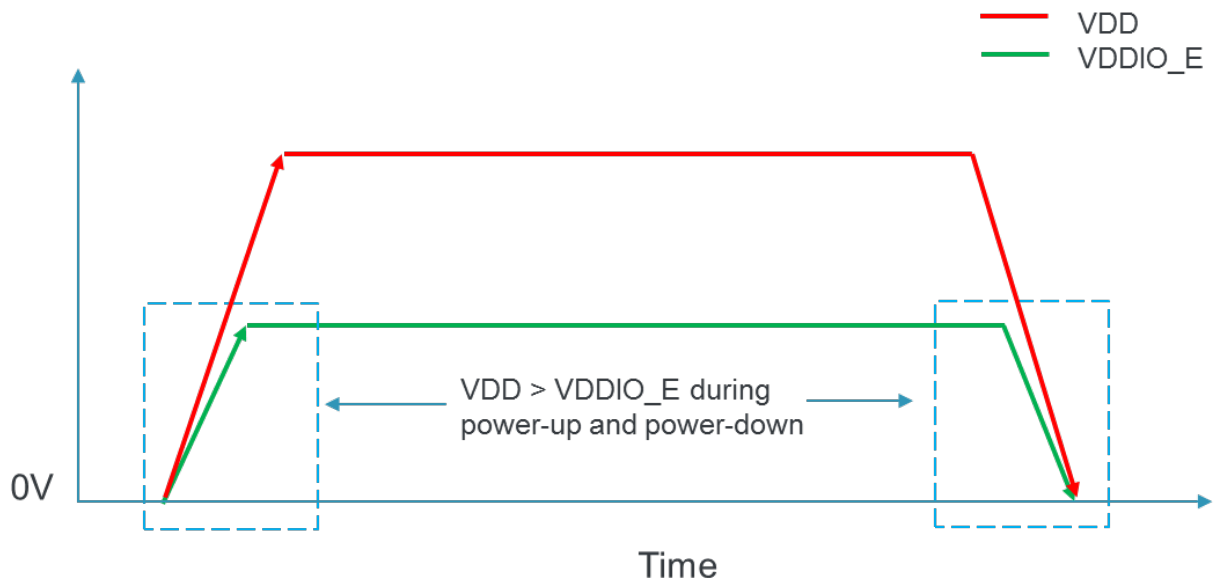 VDD
VDDIO_E
VDD > VDDIO_E during
power-up and power-down
0V
Time